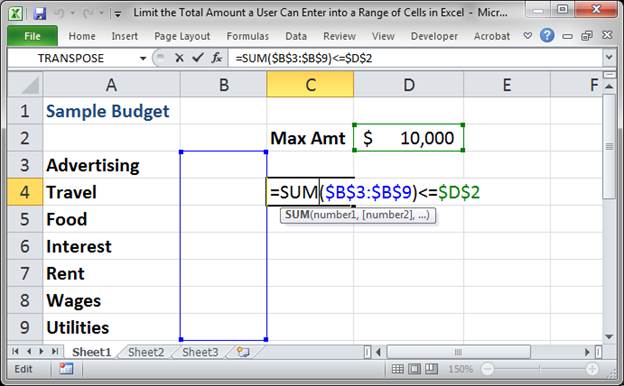 Limit the Total Amount a User Can Enter into a Range of Cells in Excel - Micr...
File Home Insert Page Layout Formulas Data Review View Developer Acrobat
TRANSPOSE fx =SUM($B$3:$B$9)<=$D$2
A B C D E F
1 Sample Budget
2 Max Amt $ 10,000
3 Advertising
4 Travel =SUM($B$3:$B$9)<=$D$2
SUM(number1, [number2], ...)
5 Food
6 Interest
7 Rent
8 Wages
9 Utilities
Sheet1 Sheet2 Sheet3
Edit 150%